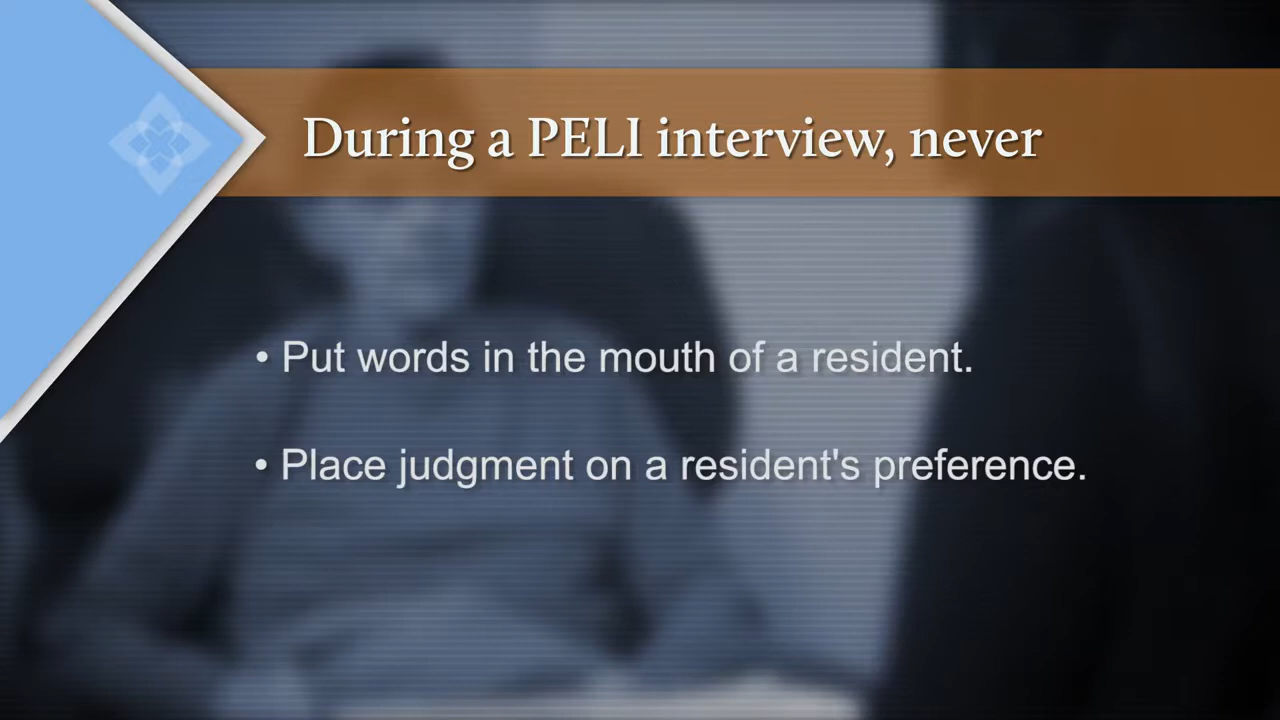 During a PELI interview, never
• Put words in the mouth of a resident.
• Place judgment on a resident's preference.